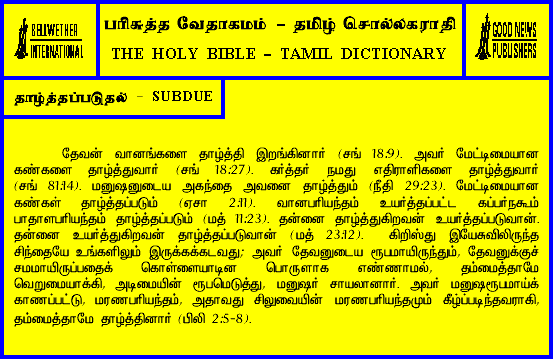 BELLWETHER
INTERNATIONAL
பரிசுத்த வேதாகமம் – தமிழ் சொல்லகராதி
THE HOLY BIBLE – TAMIL DICTIONARY
GOOD NEWS
PUBLISHERS
தாழ்த்தப்படுதல் – SUBDUE
தேவன் வானங்களை தாழ்த்தி இறங்கினார் (சங் 18:9). அவர் மேட்டிமையான
கண்களை தாழ்த்துவார் (சங் 18:27). கர்த்தர் நமது எதிராளிகளை தாழ்த்துவார்
(சங் 81:14). மனுஷனுடைய அகந்தை அவனை தாழ்த்தும் (நீதி 29:23). மேட்டிமையான
கண்கள் தாழ்த்தப்படும் (ஏசா 2:11). வானபரியந்தம் உயர்த்தப்பட்ட கப்பர்நகூம்
பாதாளபரியந்தம் தாழ்த்தப்படும் (மத் 11:23). தன்னை தாழ்த்துகிறவன் உயர்த்தப்படுவான்.
தன்னை உயர்த்துகிறவன் தாழ்த்தப்படுவான் (மத் 23:12). கிறிஸ்து இயேசுவிலிருந்த
சிந்தையே உங்களிலும் இருக்கக்கடவது; அவர் தேவனுடைய ரூபமாயிருந்தும், தேவனுக்குச்
சமமாயிருப்பதைக் கொள்ளையாடின பொருளாக எண்ணாமல், தம்மைத்தாமே
வெறுமையாக்கி, அடிமையின் ரூபமெடுத்து, மனுஷர் சாயலானார். அவர் மனுஷரூபமாய்க்
காணப்பட்டு, மரணபரியந்தம், அதாவது சிலுவையின் மரணபரியந்தமும் கீழ்ப்படிந்தவராகி,
தம்மைத்தாமே தாழ்த்தினார் (பிலி 2:5-8).